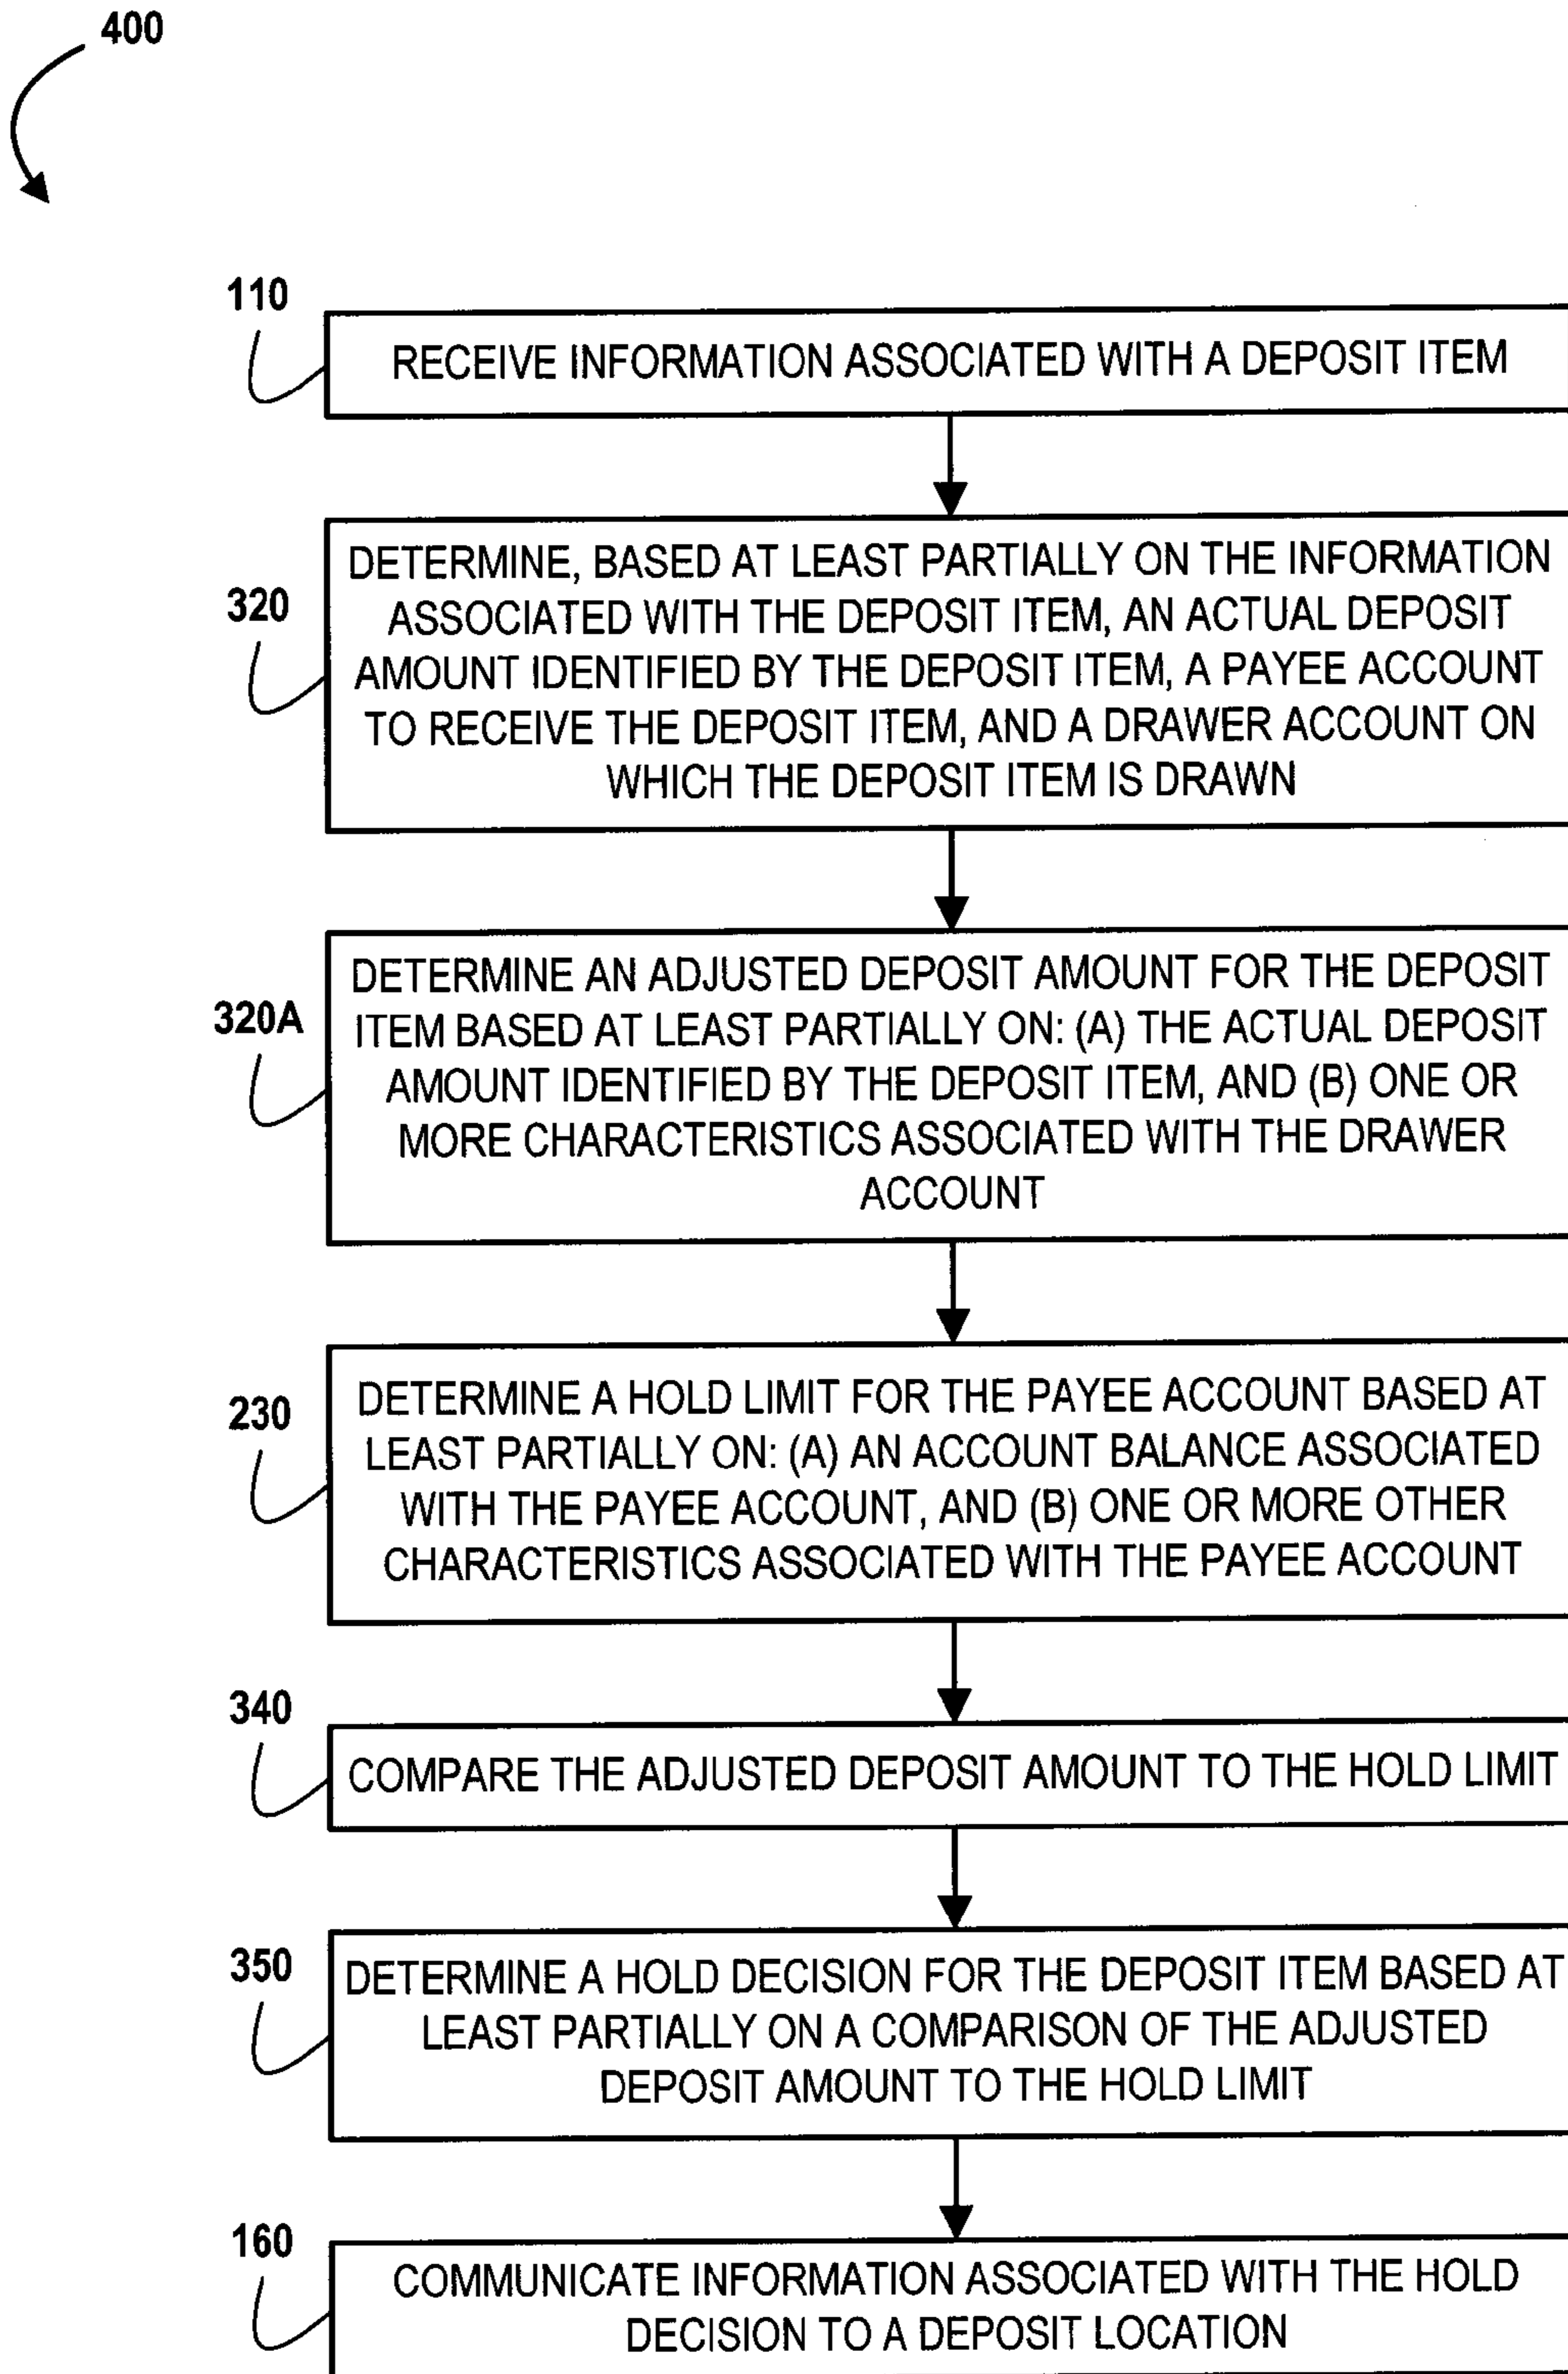 400
110
RECEIVE INFORMATION ASSOCIATED WITH A DEPOSIT ITEM
320
DETERMINE, BASED AT LEAST PARTIALLY ON THE INFORMATION
ASSOCIATED WITH THE DEPOSIT ITEM, AN ACTUAL DEPOSIT
AMOUNT IDENTIFIED BY THE DEPOSIT ITEM, A PAYEE ACCOUNT
TO RECEIVE THE DEPOSIT ITEM, AND A DRAWER ACCOUNT ON
WHICH THE DEPOSIT ITEM IS DRAWN
320A
DETERMINE AN ADJUSTED DEPOSIT AMOUNT FOR THE DEPOSIT
ITEM BASED AT LEAST PARTIALLY ON: (A) THE ACTUAL DEPOSIT
AMOUNT IDENTIFIED BY THE DEPOSIT ITEM, AND (B) ONE OR
MORE CHARACTERISTICS ASSOCIATED WITH THE DRAWER
ACCOUNT
230
DETERMINE A HOLD LIMIT FOR THE PAYEE ACCOUNT BASED AT
LEAST PARTIALLY ON: (A) AN ACCOUNT BALANCE ASSOCIATED
WITH THE PAYEE ACCOUNT, AND (B) ONE OR MORE OTHER
CHARACTERISTICS ASSOCIATED WITH THE PAYEE ACCOUNT
340
COMPARE THE ADJUSTED DEPOSIT AMOUNT TO THE HOLD LIMIT
350
DETERMINE A HOLD DECISION FOR THE DEPOSIT ITEM BASED AT
LEAST PARTIALLY ON A COMPARISON OF THE ADJUSTED
DEPOSIT AMOUNT TO THE HOLD LIMIT
160
COMMUNICATE INFORMATION ASSOCIATED WITH THE HOLD
DECISION TO A DEPOSIT LOCATION